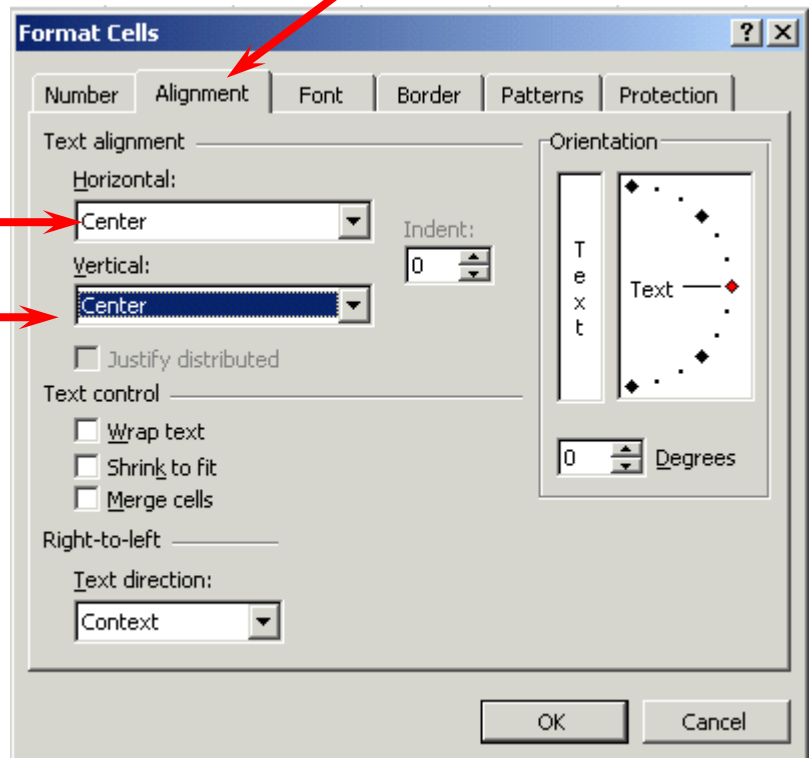 Format Cells
Number Alignment Font Border Patterns Protection
Text alignment
Horizontal:
Center
Indent:
0
Vertical:
Center
Justify distributed
Text control
Wrap text
Shrink to fit
Merge cells
Right-to-left
Text direction:
Context
Orientation
Text
Text
0 Degrees
OK Cancel